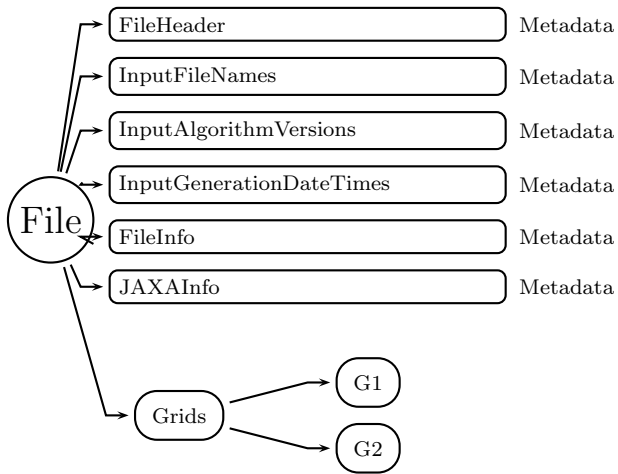 FileHeader Metadata
InputFileNames Metadata
InputAlgorithmVersions Metadata
InputGenerationDateTimes Metadata
File
FileInfo Metadata
JAXAInfo Metadata
G1
Grids
G2